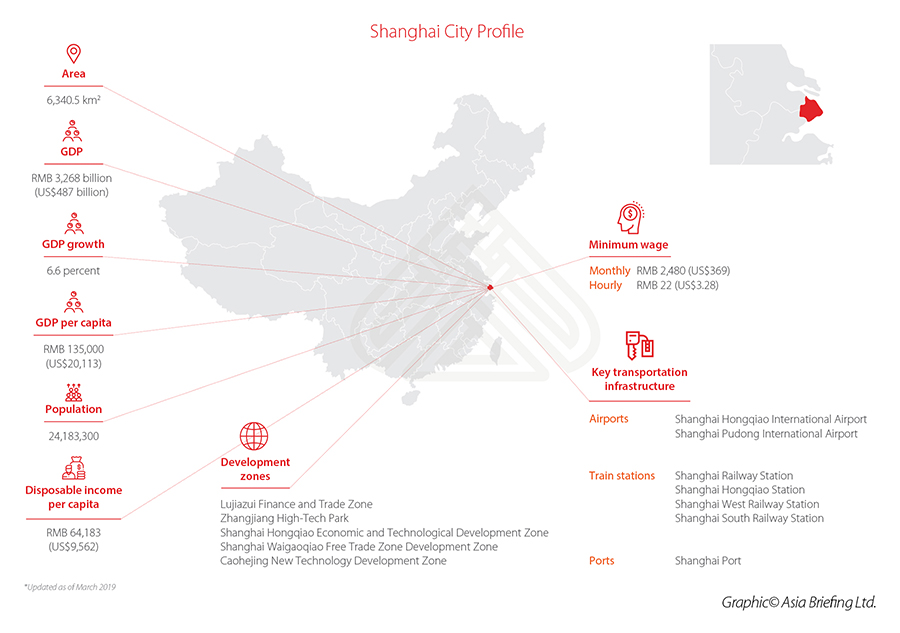 Shanghai City Profile
Area
6,340.5 km²
GDP
RMB 3,268 billion
(US$487 billion)
GDP growth
6.6 percent
GDP per capita
RMB 135,000
(US$20,113)
Population
24,183,300
Disposable income
per capita
RMB 64,183
(US$9,562)
Development
zones
Lujiazui Finance and Trade Zone
Zhangjiang High-Tech Park
Shanghai Hongqiao Economic and Technological Development Zone
Shanghai Waigaoqiao Free Trade Zone Development Zone
Caohejing New Technology Development Zone
Minimum wage
Monthly RMB 2,480 (US$369)
Hourly RMB 22 (US$3.28)
Key transportation
infrastructure
Airports Shanghai Hongqiao International Airport
Shanghai Pudong International Airport
Train stations Shanghai Railway Station
Shanghai Hongqiao Station
Shanghai West Railway Station
Shanghai South Railway Station
Ports Shanghai Port
*Updated as of March 2019
Graphic© Asia Briefing Ltd.